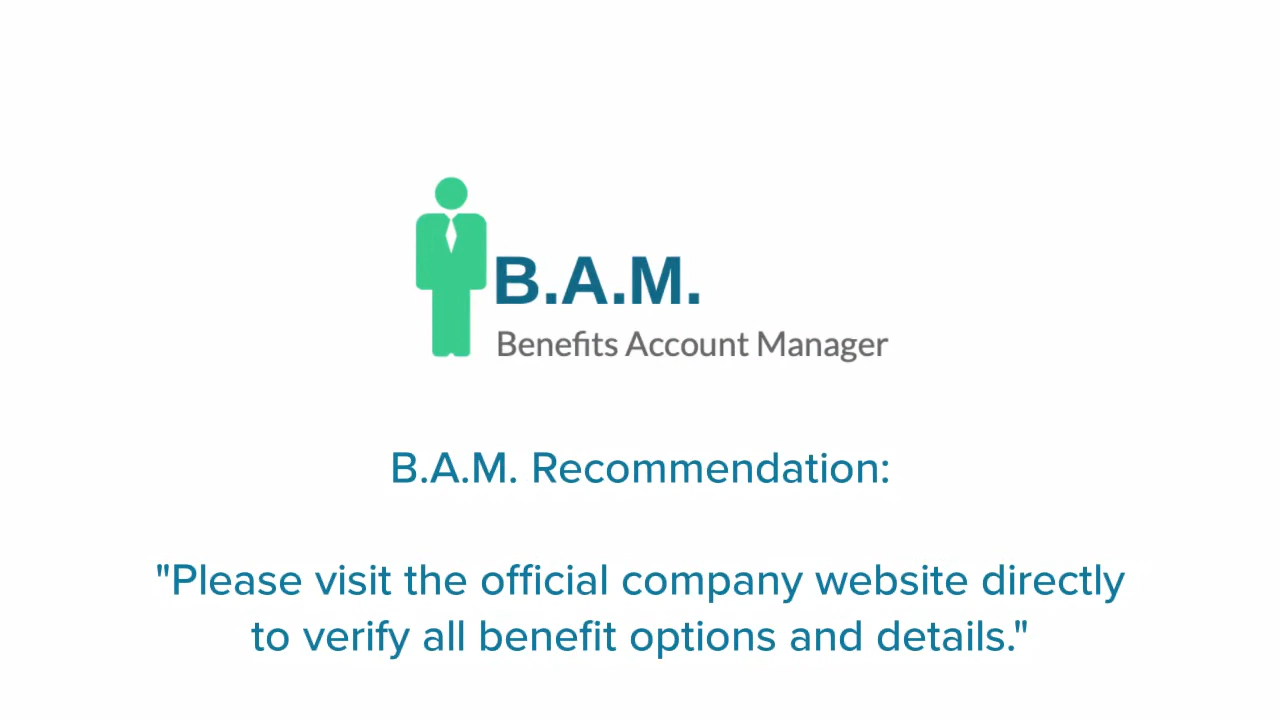 B.A.M.
Benefits Account Manager
B.A.M. Recommendation:
"Please visit the official company website directly
to verify all benefit options and details."